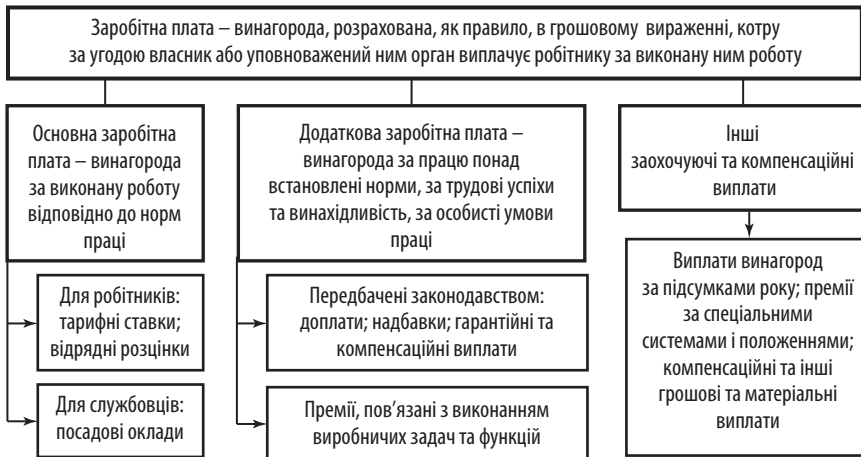 Заробітна плата – винагорода, розрахована, як правило, в грошовому вираженні, котру
за угодою власник або уповноважений ним орган виплачує робітнику за виконану ним роботу
Основна заробітна
плата – винагорода
за виконану роботу
відповідно до норм
праці
Для робітників:
тарифні ставки;
відрядні розцінки
Для службовців:
посадові оклади
Додаткова заробітна плата –
винагорода за працю понад
встановлені норми, за трудові успіхи
та винахідливість, за особисті умови
праці
Передбачені законодавством:
доплати; надбавки; гарантійні та
компенсаційні виплати
Премії, пов’язані з виконанням
виробничих задач та функцій
Інші
заохочуючі та компенсаційні
виплати
Виплати винагород
за підсумками року; премії
за спеціальними
системами і положеннями;
компенсаційні та інші
грошові та матеріальні
виплати